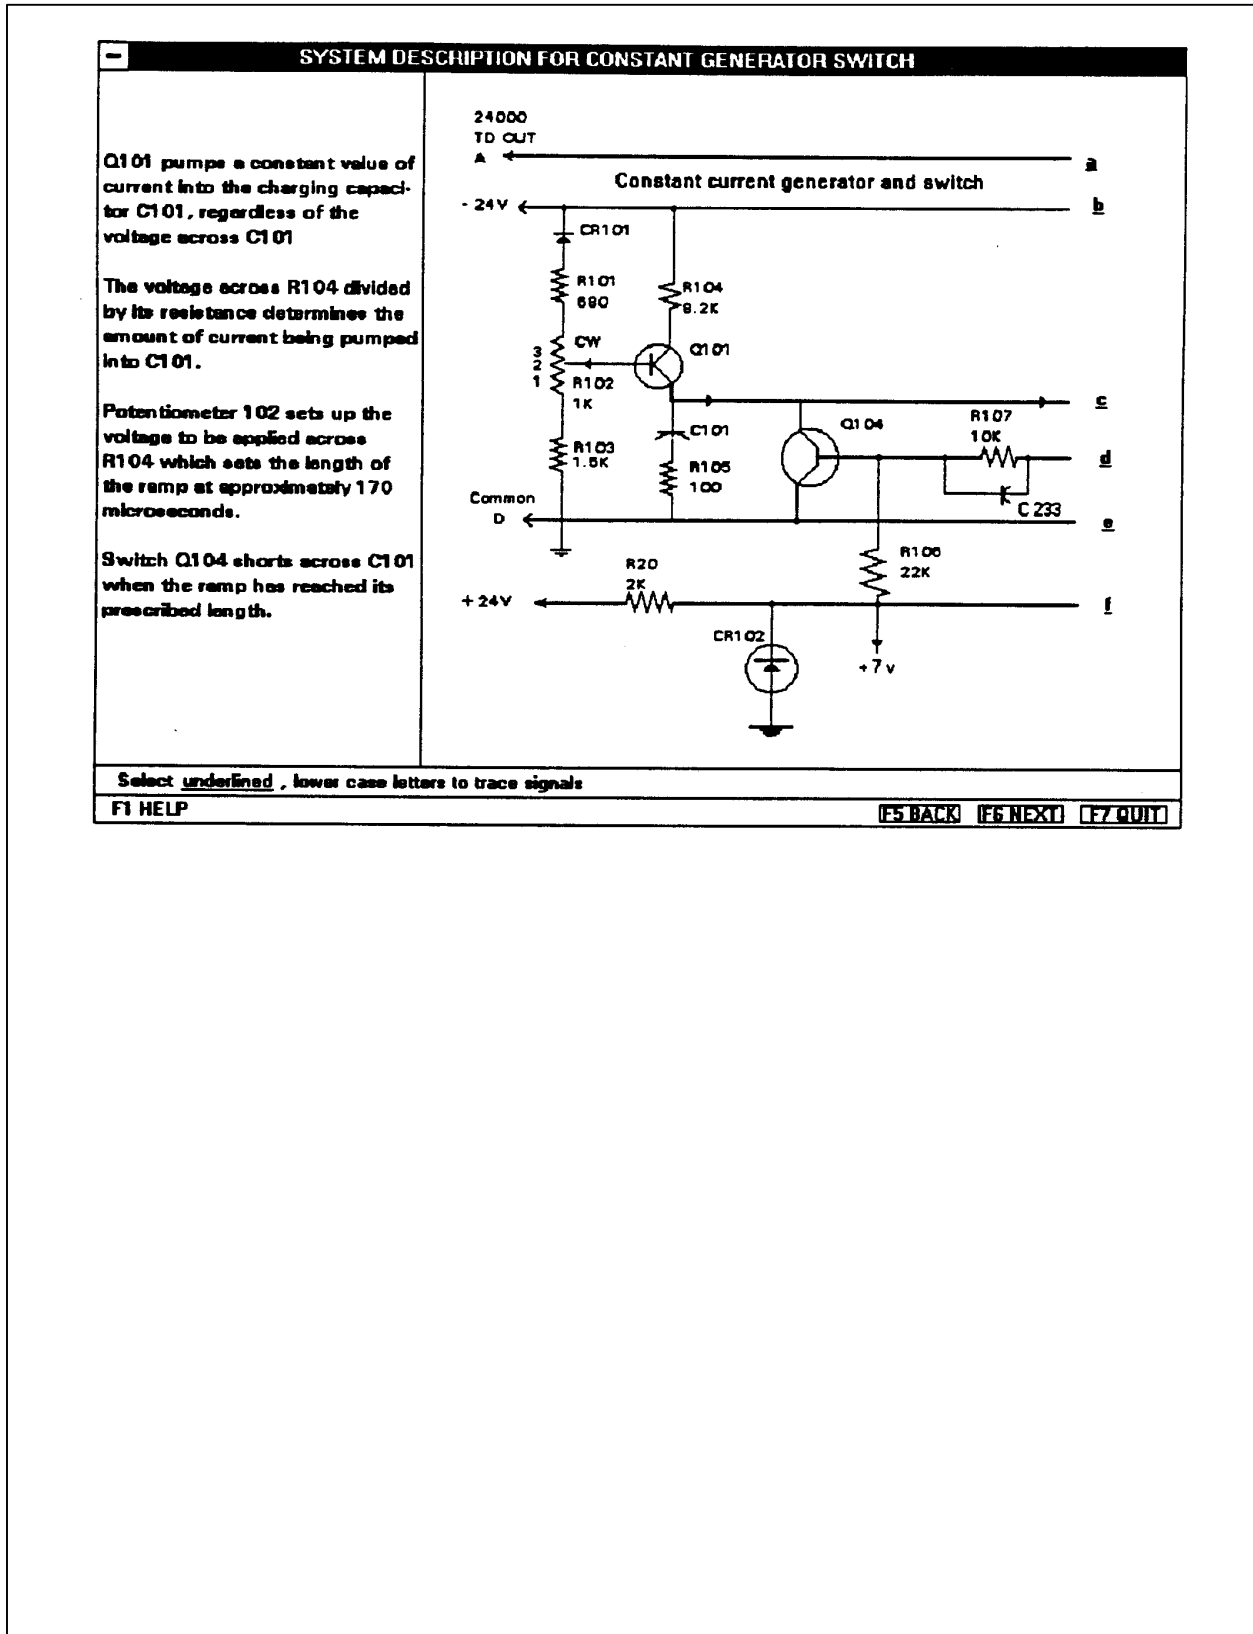 SYSTEM DESCRIPTION FOR CONSTANT GENERATOR SWITCH
Q101 pumps a constant value of
current into the charging capaci-
tor C101, regardless of the
voltage across C101
The voltage across R104 divided
by its resistance determines the
amount of current being pumped
into C101.
Potentiometer 102 sets up the
voltage to be applied across
R104 which sets the length of
the ramp at approximately 170
microseconds.
Switch Q104 shorts across C101
when the ramp has reached its
prescribed length.
24000
TD OUT
A
a
Constant current generator and switch
- 24V
b
CR101
R101
680
R104
8.2K
3
2
1
CW
R102
1K
Q101
c
C101
Q104
R107
10K
R103
1.5K
R105
100
d
C 233
Common
D
e
R106
22K
R20
2K
+ 24V
f
CR102
+7 v
Select underlined , lower case letters to trace signals
F1 HELP
F5 BACK F6 NEXT F7 QUIT